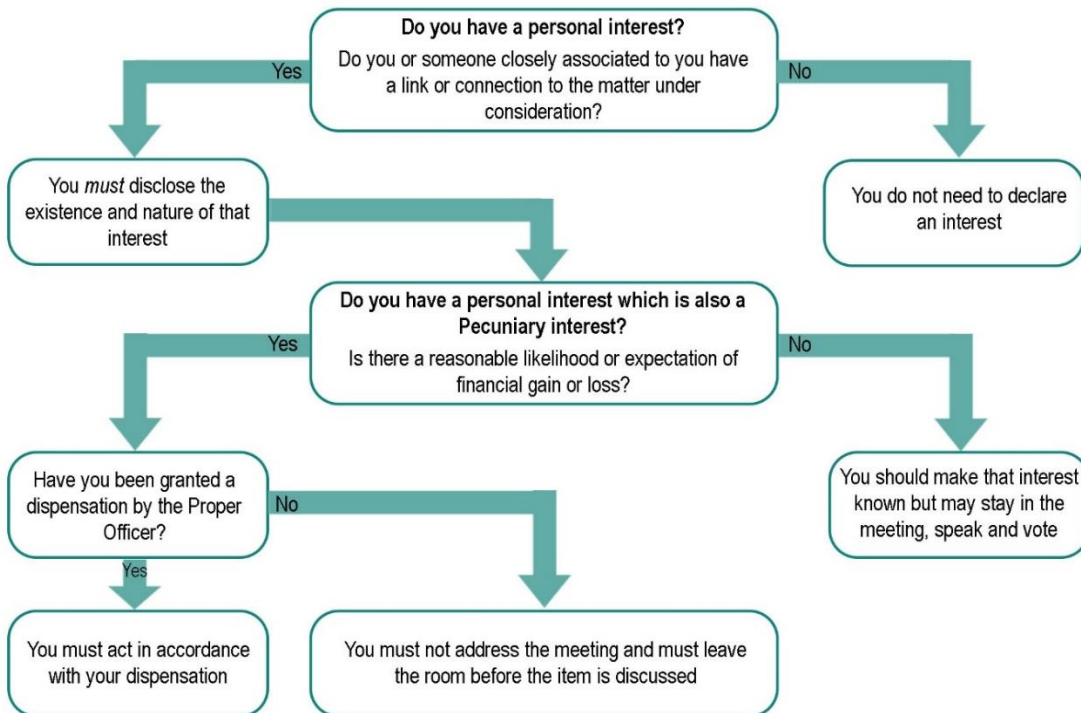 Do you have a personal interest?
Do you or someone closely associated to you have
a link or connection to the matter under
consideration?
Yes
No
You must disclose the
existence and nature of that
interest
You do not need to declare
an interest
Do you have a personal interest which is also a
Pecuniary interest?
Is there a reasonable likelihood or expectation of
financial gain or loss?
Yes
No
Have you been granted a
dispensation by the Proper
Officer?
No
You should make that interest
known but may stay in the
meeting, speak and vote
Yes
You must act in accordance
with your dispensation
You must not address the meeting and must leave
the room before the item is discussed